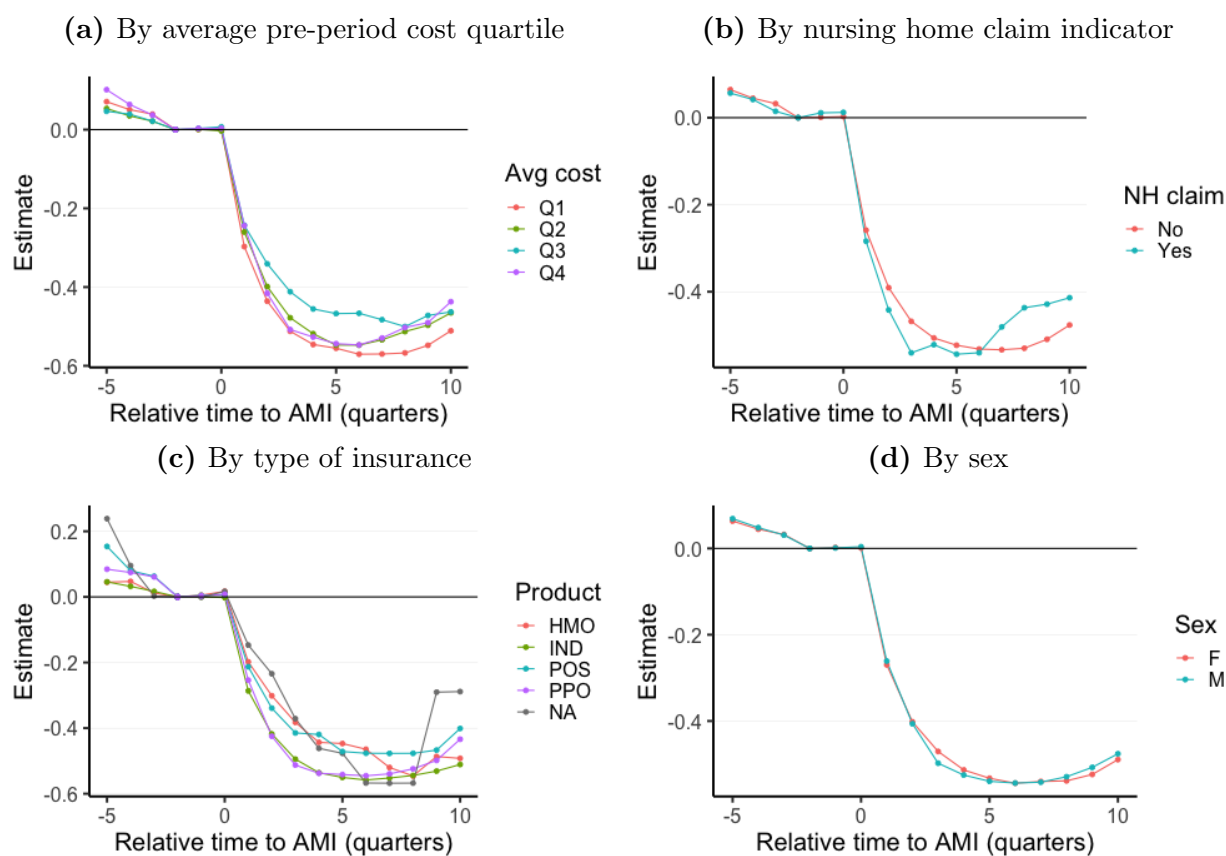 (a) By average pre-period cost quartile
0.0
-0.2
-0.4
-0.6
Estimate
-5 0 5 10
Relative time to AMI (quarters)
Avg cost
Q1
Q2
Q3
Q4
(b) By nursing home claim indicator
0.0
-0.2
-0.4
Estimate
-5 0 5 10
Relative time to AMI (quarters)
NH claim
No
Yes
(c) By type of insurance
0.2
0.0
-0.2
-0.4
-0.6
Estimate
-5 0 5 10
Relative time to AMI (quarters)
Product
HMO
IND
POS
PPO
NA
(d) By sex
0.0
-0.2
-0.4
Estimate
-5 0 5 10
Relative time to AMI (quarters)
Sex
F
M